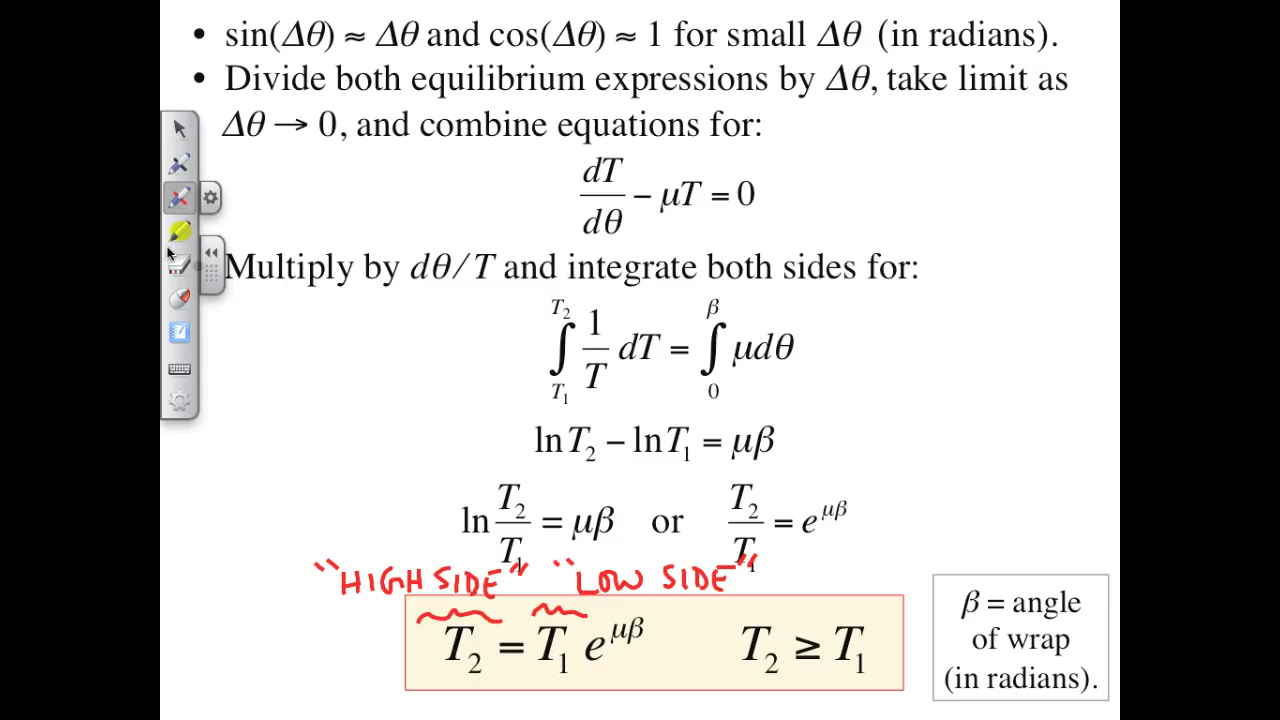 • sin(Δθ) ≈ Δθ and cos(Δθ) ≈ 1 for small Δθ (in radians).
• Divide both equilibrium expressions by Δθ, take limit as
Δθ → 0, and combine equations for:
dT/dθ − μT = 0
Multiply by dθ/T and integrate both sides for:
∫_{T₁}^{T₂} 1/T dT = ∫_0^β μdθ
ln T₂ − ln T₁ = μβ
ln T₂/T₁ = μβ or T₂/T₁ = e^{μβ}
"HIGH SIDE" "LOW SIDE"
T₂ = T₁ e^{μβ} T₂ ≥ T₁
β = angle
of wrap
(in radians).